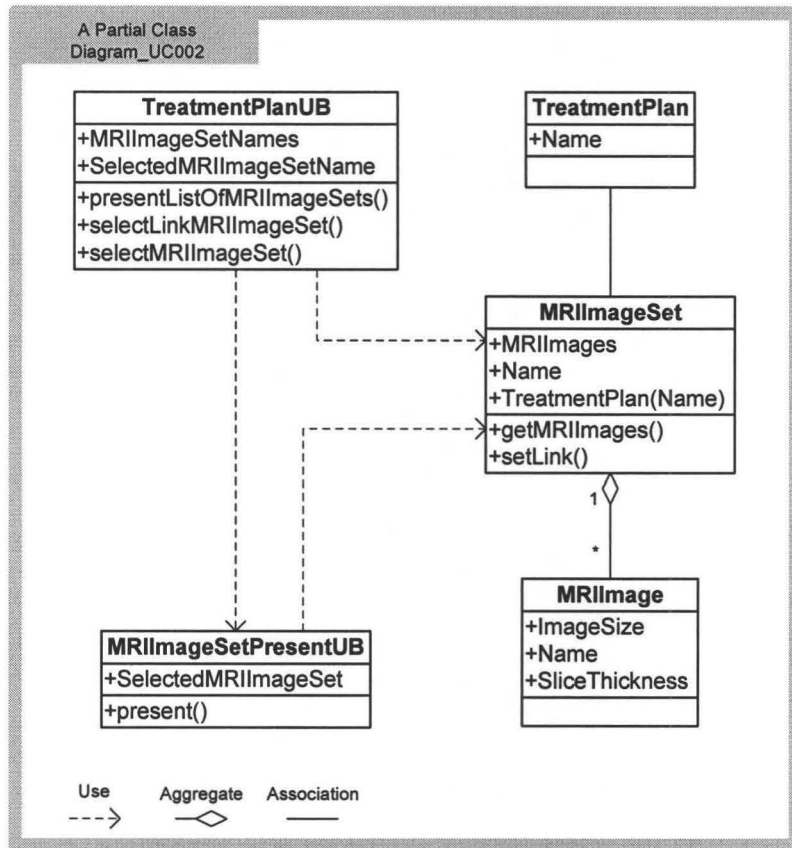 A Partial Class
Diagram_UC002
TreatmentPlanUB
+MRIImageSetNames
+SelectedMRIImageSetName
+presentListOfMRIImageSets()
+selectLinkMRIImageSet()
+selectMRIImageSet()
TreatmentPlan
+Name
MRIImageSet
+MRIImages
+Name
+TreatmentPlan(Name)
+getMRIImages()
+setLink()
1
*
MRIImage
+ImageSize
+Name
+SliceThickness
MRIImageSetPresentUB
+SelectedMRIImageSet
+present()
Use
Aggregate
Association